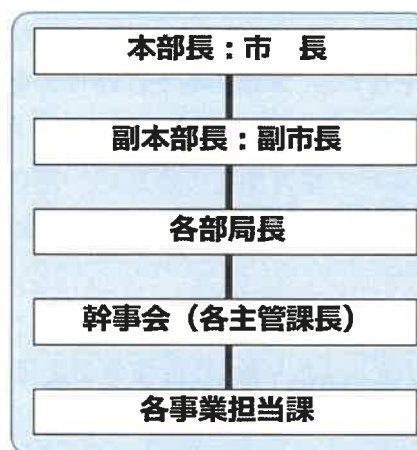 本部長：市　長
副本部長：副市長
各部局長
幹事会（各主管課長）
各事業担当課